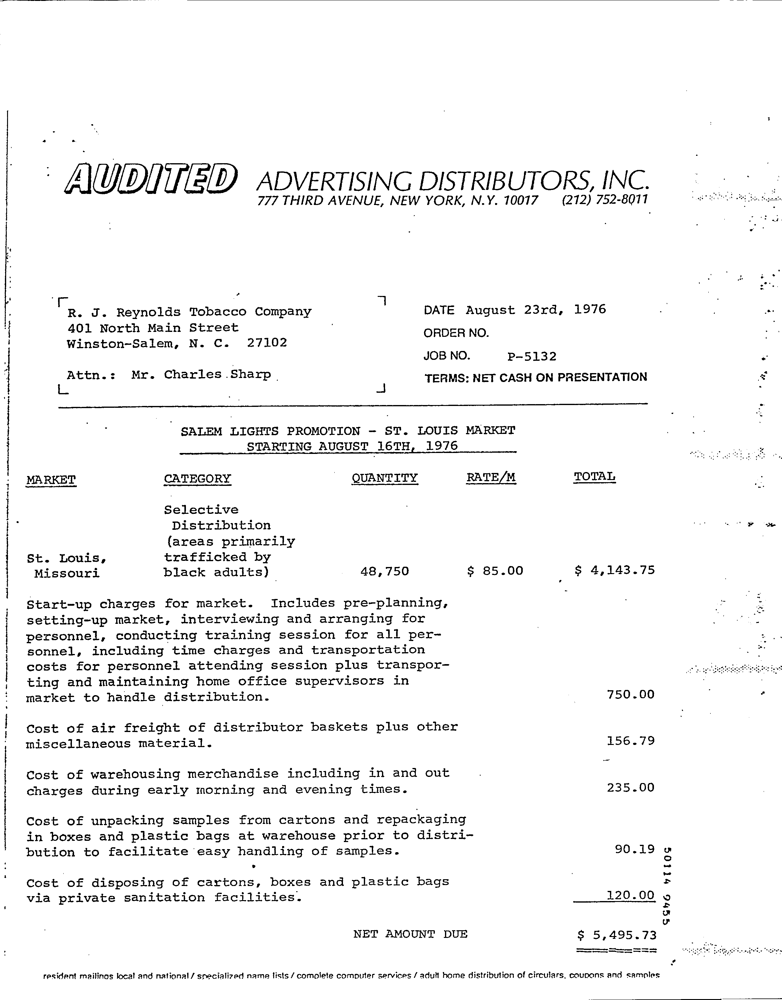 AUDITED ADVERTISING DISTRIBUTORS, INC.
777 THIRD AVENUE, NEW YORK, N.Y. 10017 (212) 752-8011
R. J. Reynolds Tobacco Company
401 North Main Street
Winston-Salem, N. C. 27102
Attn.: Mr. Charles Sharp
DATE August 23rd, 1976
ORDER NO.
JOB NO. P-5132
TERMS: NET CASH ON PRESENTATION
SALEM LIGHTS PROMOTION - ST. LOUIS MARKET
STARTING AUGUST 16TH, 1976
MARKET CATEGORY QUANTITY RATE/M TOTAL
Selective
Distribution
(areas primarily
St. Louis, trafficked by
Missouri black adults) 48,750 $ 85.00 $ 4,143.75
Start-up charges for market. Includes pre-planning,
setting-up market, interviewing and arranging for
personnel, conducting training session for all per-
sonnel, including time charges and transportation
costs for personnel attending session plus transpor-
ting and maintaining home office supervisors in
market to handle distribution. 750.00
Cost of air freight of distributor baskets plus other
miscellaneous material. 156.79
Cost of warehousing merchandise including in and out
charges during early morning and evening times. 235.00
Cost of unpacking samples from cartons and repackaging
in boxes and plastic bags at warehouse prior to distri-
bution to facilitate easy handling of samples. 90.19
Cost of disposing of cartons, boxes and plastic bags
via private sanitation facilities. 120.00
NET AMOUNT DUE $ 5,495.73
50114 9455
resident mailings local and national / specialized name lists / complete computer services / adult home distribution of circulars, coupons and samples